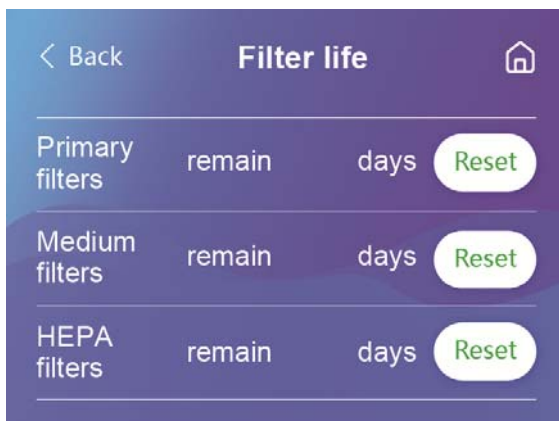 Back Filter life
Primary filters remain days Reset
Medium filters remain days Reset
HEPA filters remain days Reset